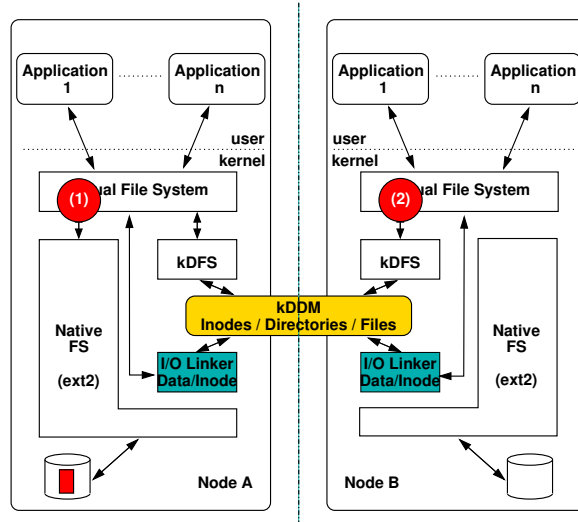 Application
1
Application
n
Application
1
Application
n
user
kernel
user
kernel
(1)
ual File System
(2)
ual File System
kDFS
kDFS
kDDM
Inodes / Directories / Files
Native
FS
(ext2)
I/O Linker
Data/Inode
I/O Linker
Data/Inode
Native
FS
(ext2)
Node A
Node B